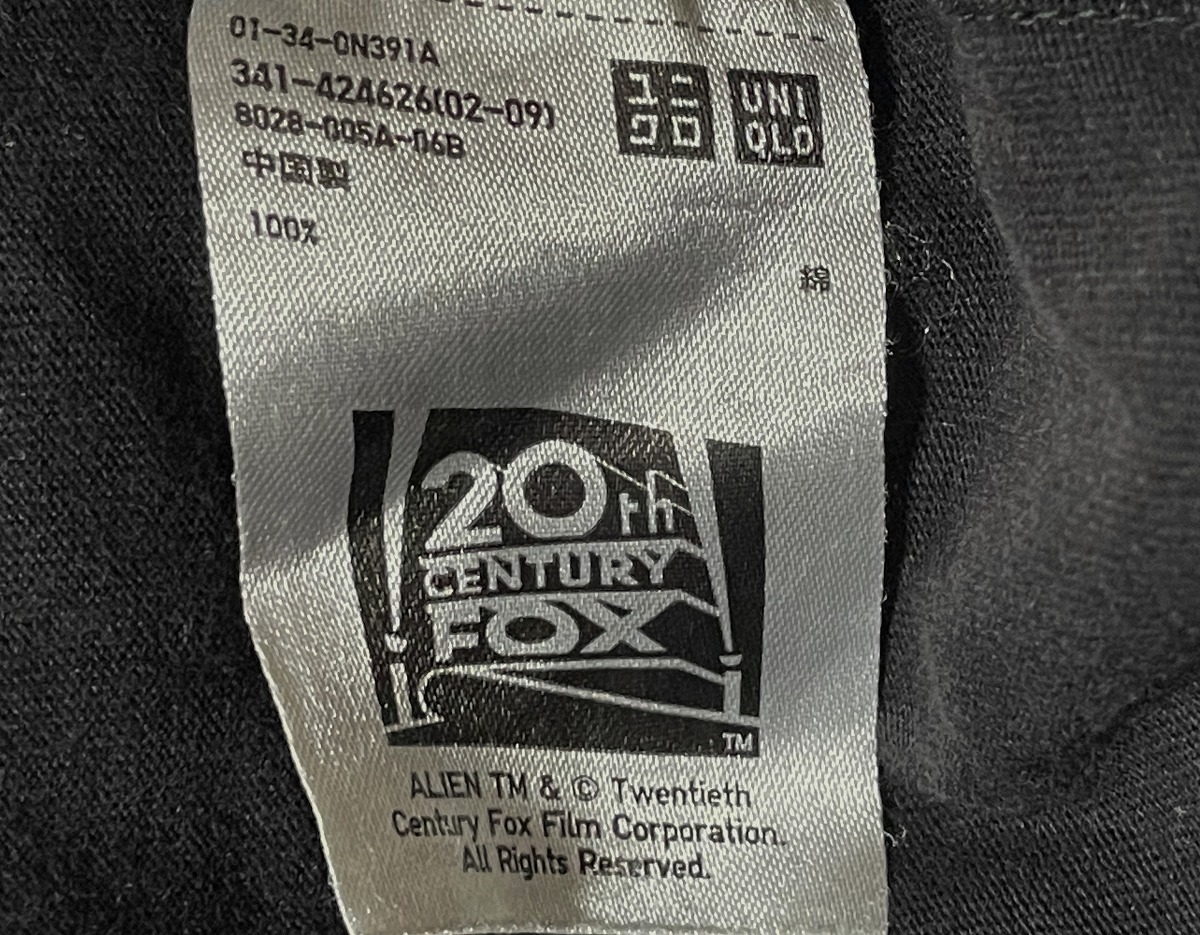 01-34-0N391A
341-424626(02-09)
8028-005A-06B
中国製
ユニ
クロ
UNI
QLO
100%
綿
20th
CENTURY
FOX
TM
ALIEN TM & © Twentieth
Century Fox Film Corporation.
All Rights Reserved.